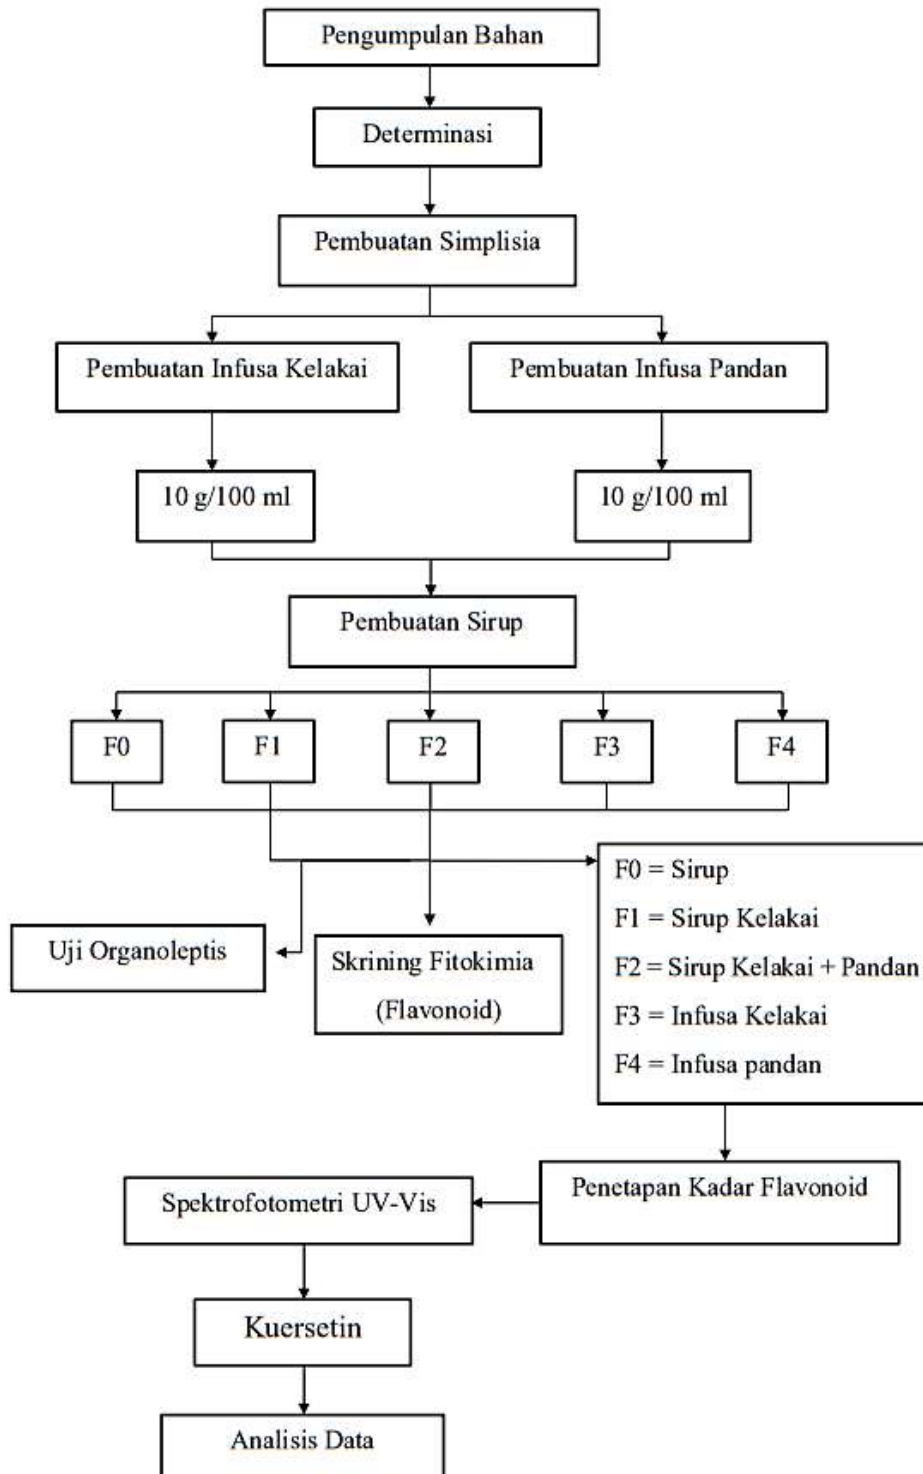 Pengumpulan Bahan
Determinasi
Pembuatan Simplisia
Pembuatan Infusa Kelakai
Pembuatan Infusa Pandan
10 g/100 ml
10 g/100 ml
Pembuatan Sirup
F0
F1
F2
F3
F4
F0 = Sirup
F1 = Sirup Kelakai
F2 = Sirup Kelakai + Pandan
F3 = Infusa Kelakai
F4 = Infusa pandan
Uji Organoleptis
Skrining Fitokimia
(Flavonoid)
Penetapan Kadar Flavonoid
Spektrofotometri UV-Vis
Kuersetin
Analisis Data